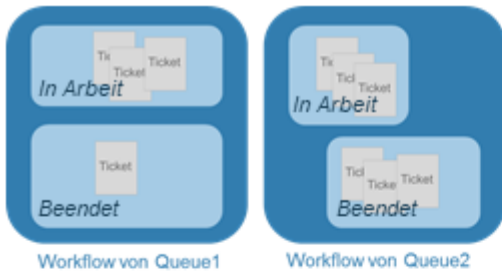 Ticket
Ticket
In Arbeit
Ticket
Beendet
Workflow von Queue1
Ticket
In Arbeit
Ticket
Beendet
Workflow von Queue2